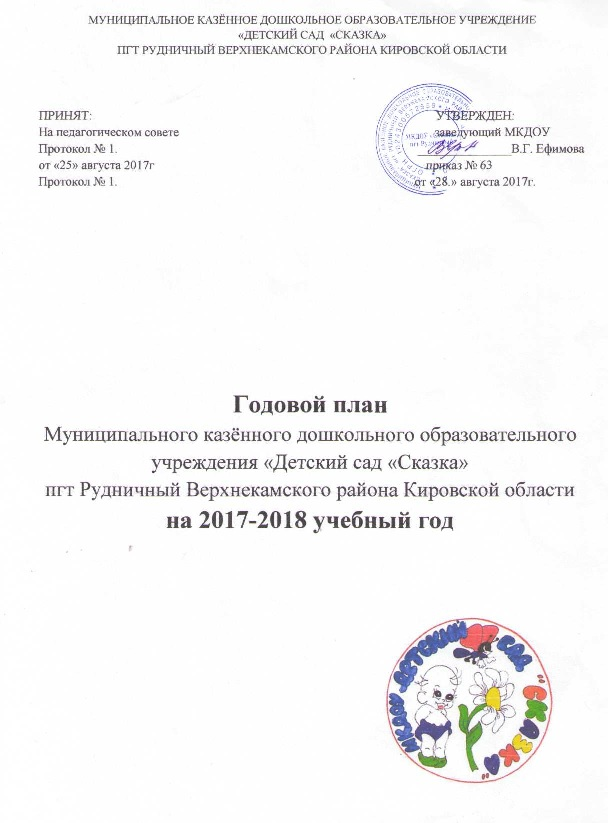 МУНИЦИПАЛЬНОЕ КАЗЁННОЕ ДОШКОЛЬНОЕ ОБРАЗОВАТЕЛЬНОЕ УЧРЕЖДЕНИЕ
«ДЕТСКИЙ САД «СКАЗКА»
ПГТ РУДНИЧНЫЙ ВЕРХНЕКАМСКОГО РАЙОНА КИРОВСКОЙ ОБЛАСТИ
ПРИНЯТ: УТВЕРЖДЕН:
На педагогическом совете заведующий МКДОУ
Протокол № 1. ______________В.Г. Ефимова
от «25» августа 2017г приказ № 63
Протокол № 1. от «28.» августа 2017г.
Годовой план
Муниципального казённого дошкольного образовательного
учреждения «Детский сад «Сказка»
пгт Рудничный Верхнекамского района Кировской области
на 2017-2018 учебный год
МКДОУ ДЕТСКИЙ САД "СКАЗКА"